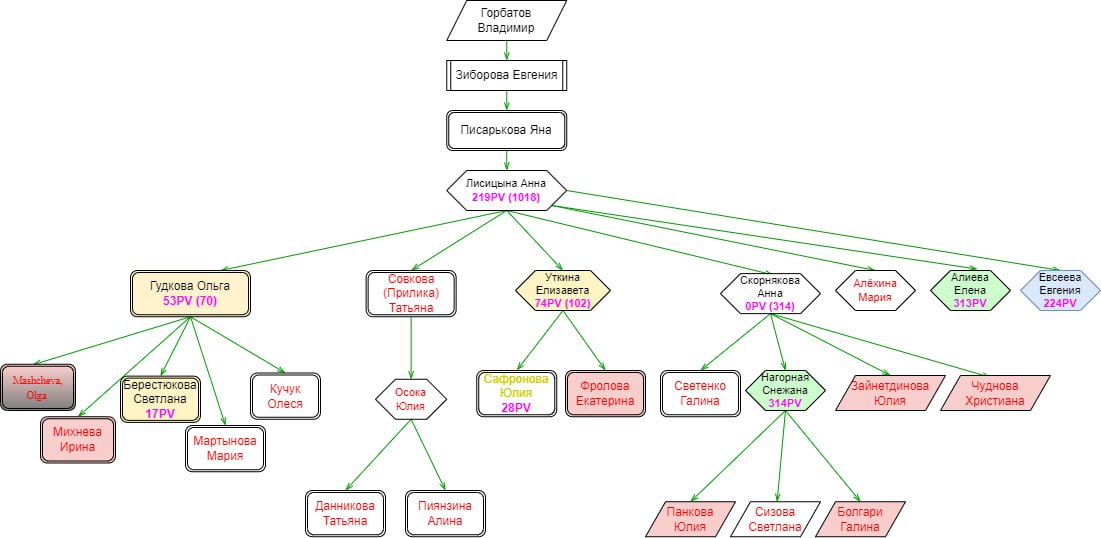 Горбатов
Владимир
Зиборова Евгения
Писарькова Яна
Лисицына Анна
219PV (1018)
Гудкова Ольга
53PV (70)
Совкова
(Прилика)
Татьяна
Уткина
Елизавета
74PV (102)
Скорнякова
Анна
0PV (314)
Алёхина
Мария
Алиева
Елена
313PV
Евсеева
Евгения
224PV
Mashcheva,
Olga
Михнева
Ирина
Берестюкова
Светлана
17PV
Мартынова
Мария
Кучук
Олеся
Осока
Юлия
Сафронова
Юлия
28PV
Фролова
Екатерина
Светенко
Галина
Нагорная
Снежана
314PV
Зайнетдинова
Юлия
Чуднова
Христиана
Данникова
Татьяна
Пиянзина
Алина
Панкова
Юлия
Сизова
Светлана
Болгари
Галина